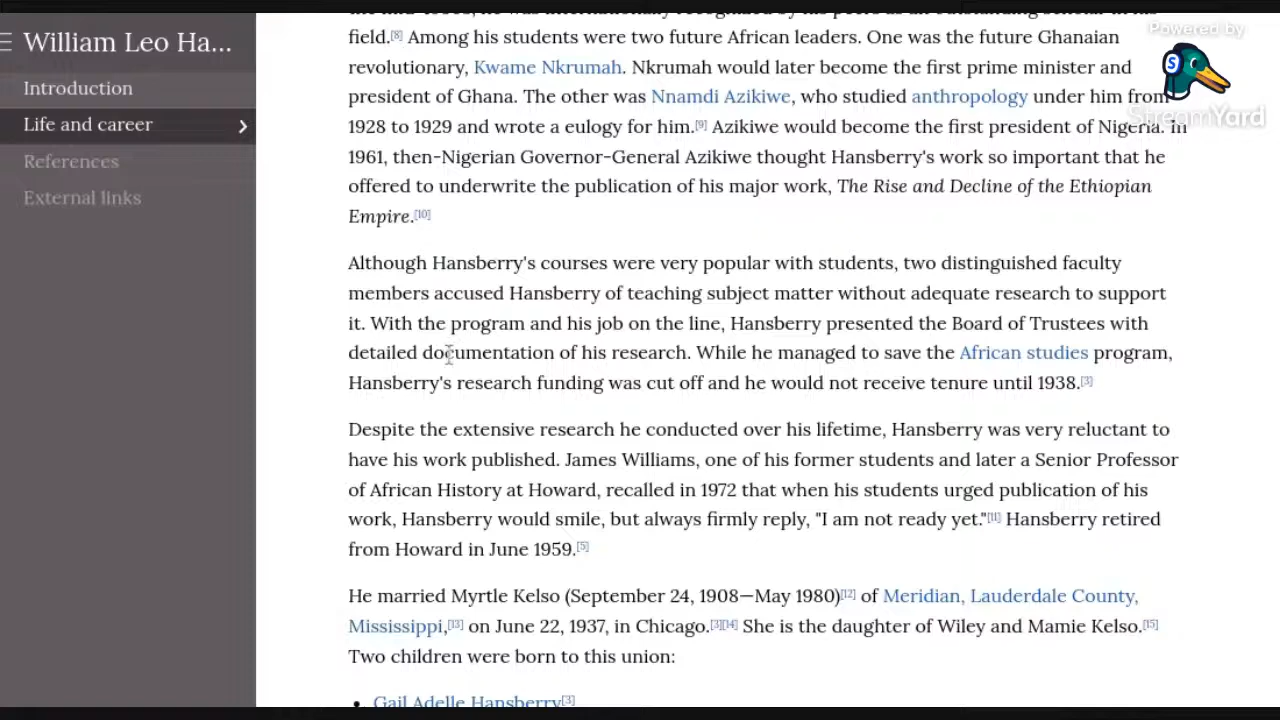 William Leo Ha...
Introduction
Life and career
References
External links
Powered by
StreamYard
field.[8] Among his students were two future African leaders. One was the future Ghanaian
revolutionary, Kwame Nkrumah. Nkrumah would later become the first prime minister and
president of Ghana. The other was Nnamdi Azikiwe, who studied anthropology under him from
1928 to 1929 and wrote a eulogy for him.[9] Azikiwe would become the first president of Nigeria. In
1961, then-Nigerian Governor-General Azikiwe thought Hansberry's work so important that he
offered to underwrite the publication of his major work, The Rise and Decline of the Ethiopian
Empire.[10]
Although Hansberry's courses were very popular with students, two distinguished faculty
members accused Hansberry of teaching subject matter without adequate research to support
it. With the program and his job on the line, Hansberry presented the Board of Trustees with
detailed documentation of his research. While he managed to save the African studies program,
Hansberry's research funding was cut off and he would not receive tenure until 1938.[3]
Despite the extensive research he conducted over his lifetime, Hansberry was very reluctant to
have his work published. James Williams, one of his former students and later a Senior Professor
of African History at Howard, recalled in 1972 that when his students urged publication of his
work, Hansberry would smile, but always firmly reply, "I am not ready yet."[11] Hansberry retired
from Howard in June 1959.[5]
He married Myrtle Kelso (September 24, 1908—May 1980)[12] of Meridian, Lauderdale County,
Mississippi,[13] on June 22, 1937, in Chicago.[3][14] She is the daughter of Wiley and Mamie Kelso.[15]
Two children were born to this union:
• Gail Adelle Hansberry[3]